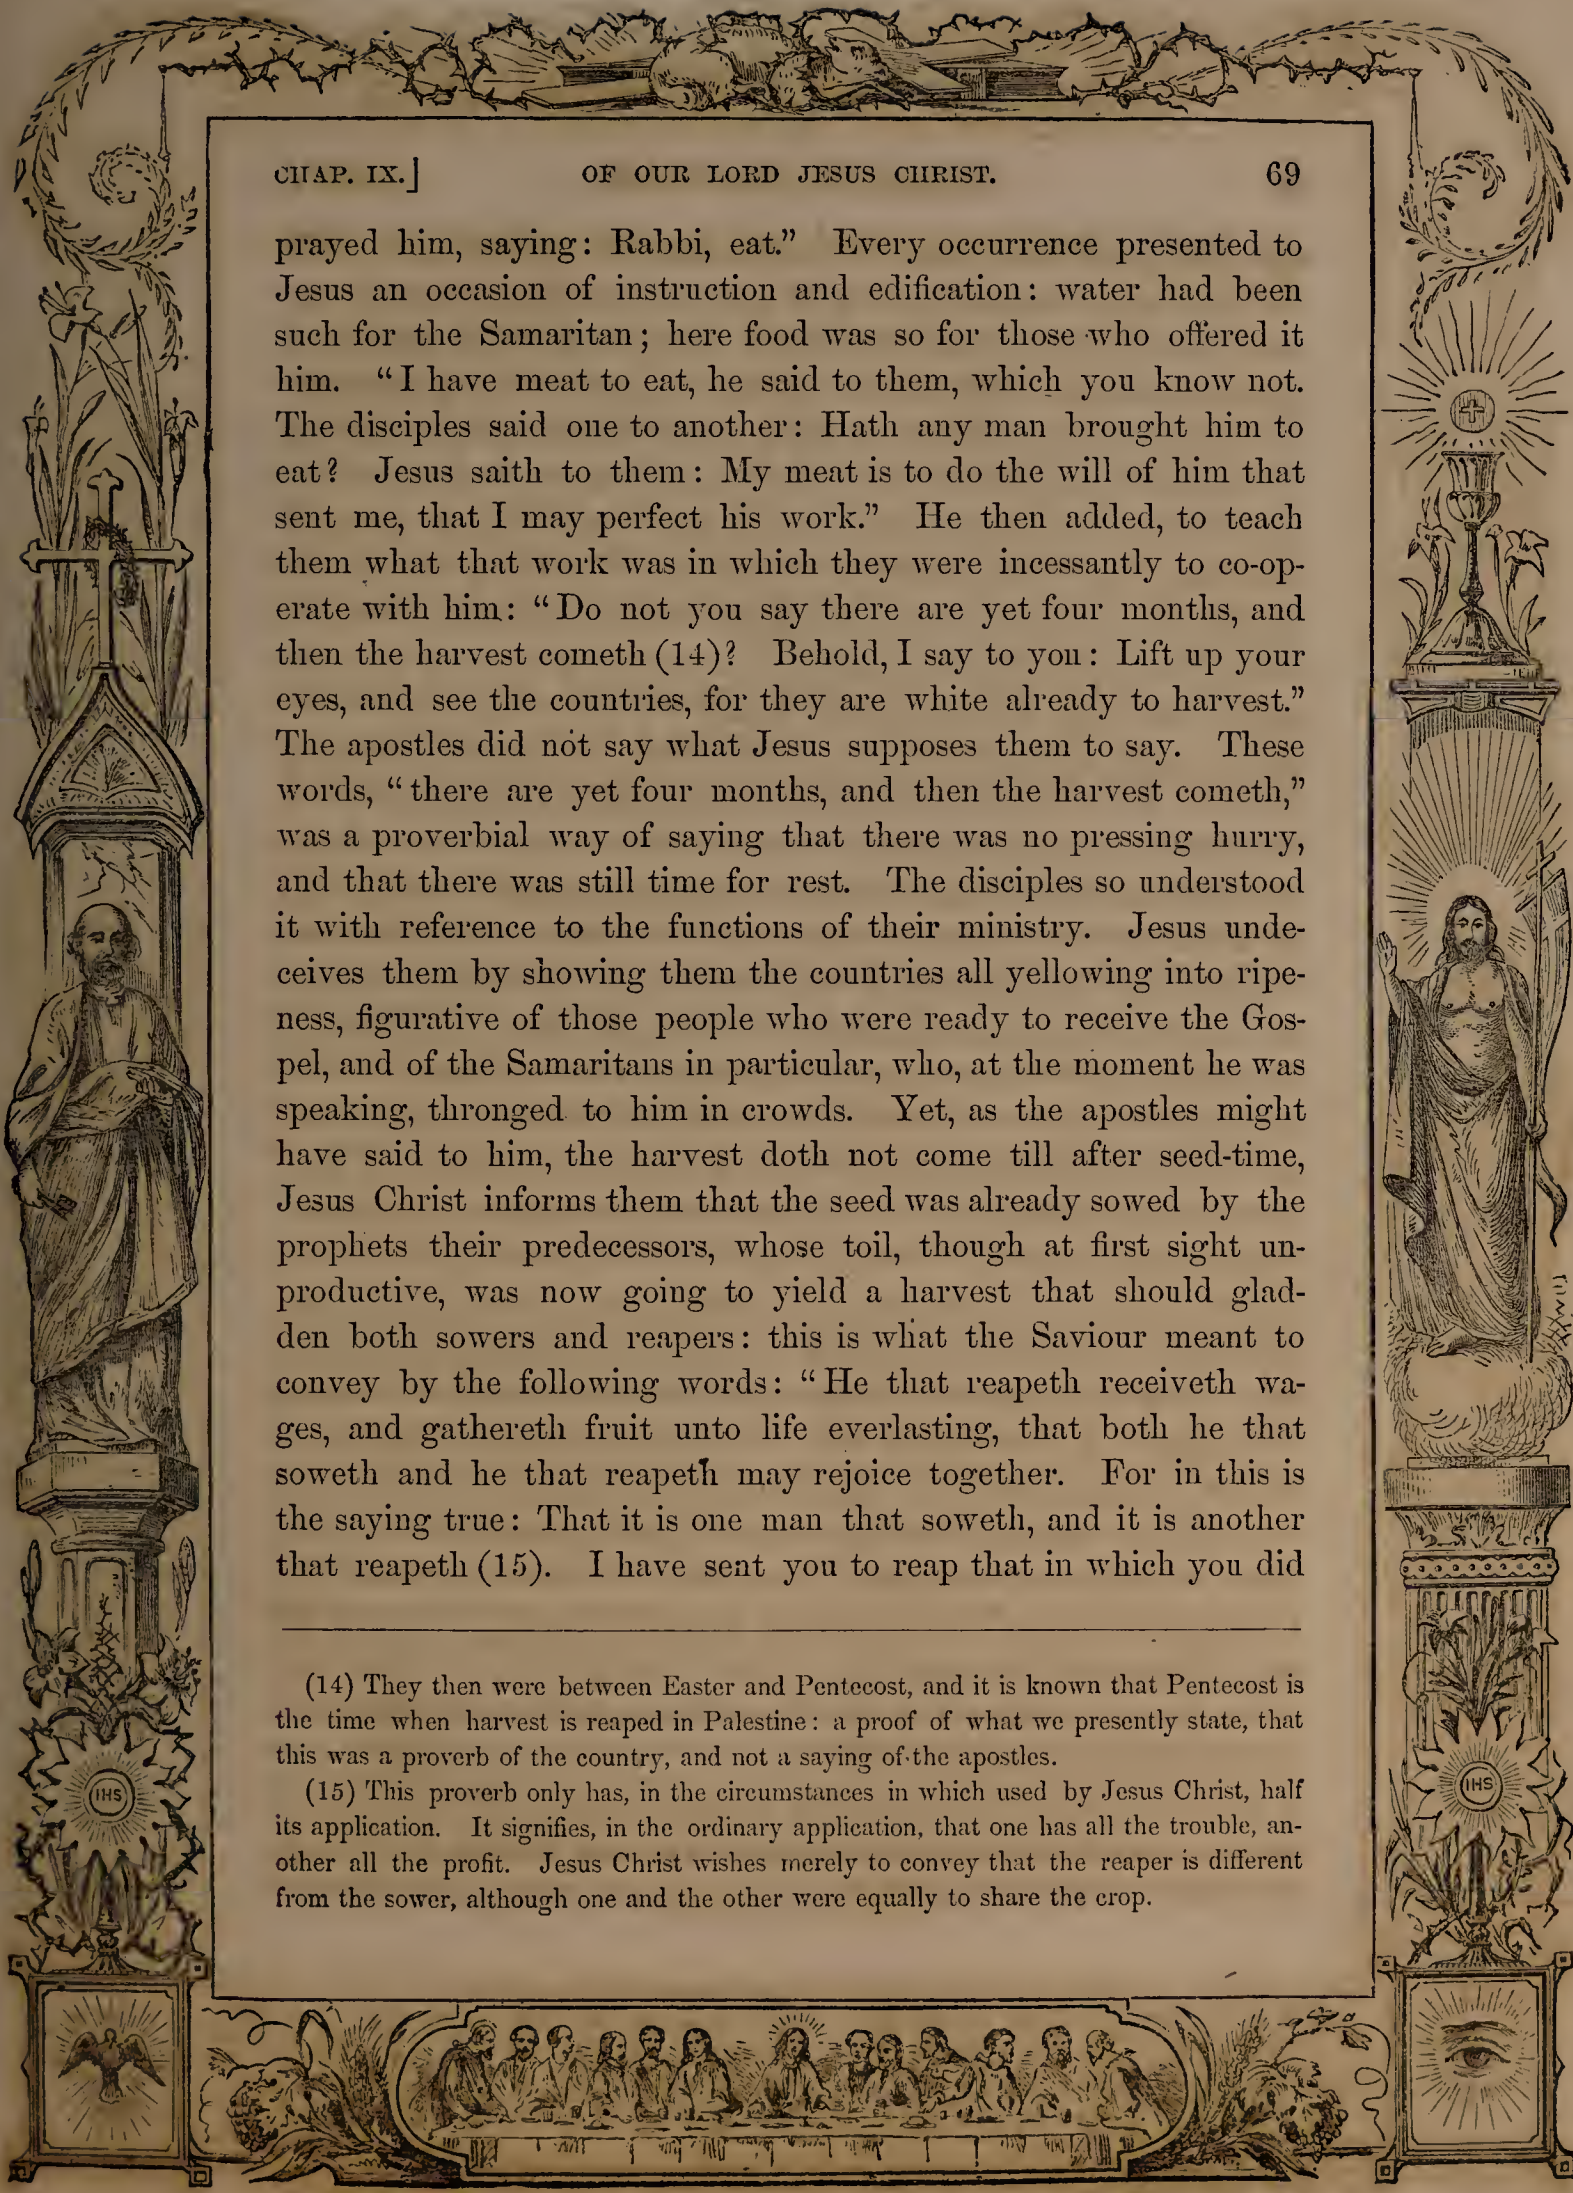 CHAP. IX.] OF OUR LORD JESUS CHRIST. 69
prayed him, saying: Rabbi, eat.” Every occurrence presented to
Jesus an occasion of instruction and edification: water had been
such for the Samaritan; here food was so for those who offered it
him. “I have meat to eat, he said to them, which you know not.
The disciples said one to another: Hath any man brought him to
eat? Jesus saith to them: My meat is to do the will of him that
sent me, that I may perfect his work.” He then added, to teach
them what that work was in which they were incessantly to co-op-
erate with him: “Do not you say there are yet four months, and
then the harvest cometh (14)? Behold, I say to you: Lift up your
eyes, and see the countries, for they are white already to harvest.”
The apostles did not say what Jesus supposes them to say. These
words, “there are yet four months, and then the harvest cometh,”
was a proverbial way of saying that there was no pressing hurry,
and that there was still time for rest. The disciples so understood
it with reference to the functions of their ministry. Jesus unde-
ceives them by showing them the countries all yellowing into ripe-
ness, figurative of those people who were ready to receive the Gos-
pel, and of the Samaritans in particular, who, at the moment he was
speaking, thronged to him in crowds. Yet, as the apostles might
have said to him, the harvest doth not come till after seed-time,
Jesus Christ informs them that the seed was already sowed by the
prophets their predecessors, whose toil, though at first sight un-
productive, was now going to yield a harvest that should glad-
den both sowers and reapers: this is what the Saviour meant to
convey by the following words: “He that reapeth receiveth wa-
ges, and gathereth fruit unto life everlasting, that both he that
soweth and he that reapeth may rejoice together. For in this is
the saying true: That it is one man that soweth, and it is another
that reapeth (15). I have sent you to reap that in which you did
(14) They then were between Easter and Pentecost, and it is known that Pentecost is
the time when harvest is reaped in Palestine: a proof of what we presently state, that
this was a proverb of the country, and not a saying of the apostles.
(15) This proverb only has, in the circumstances in which used by Jesus Christ, half
its application. It signifies, in the ordinary application, that one has all the trouble, an-
other all the profit. Jesus Christ wishes merely to convey that the reaper is different
from the sower, although one and the other were equally to share the crop.
IHS
IHS